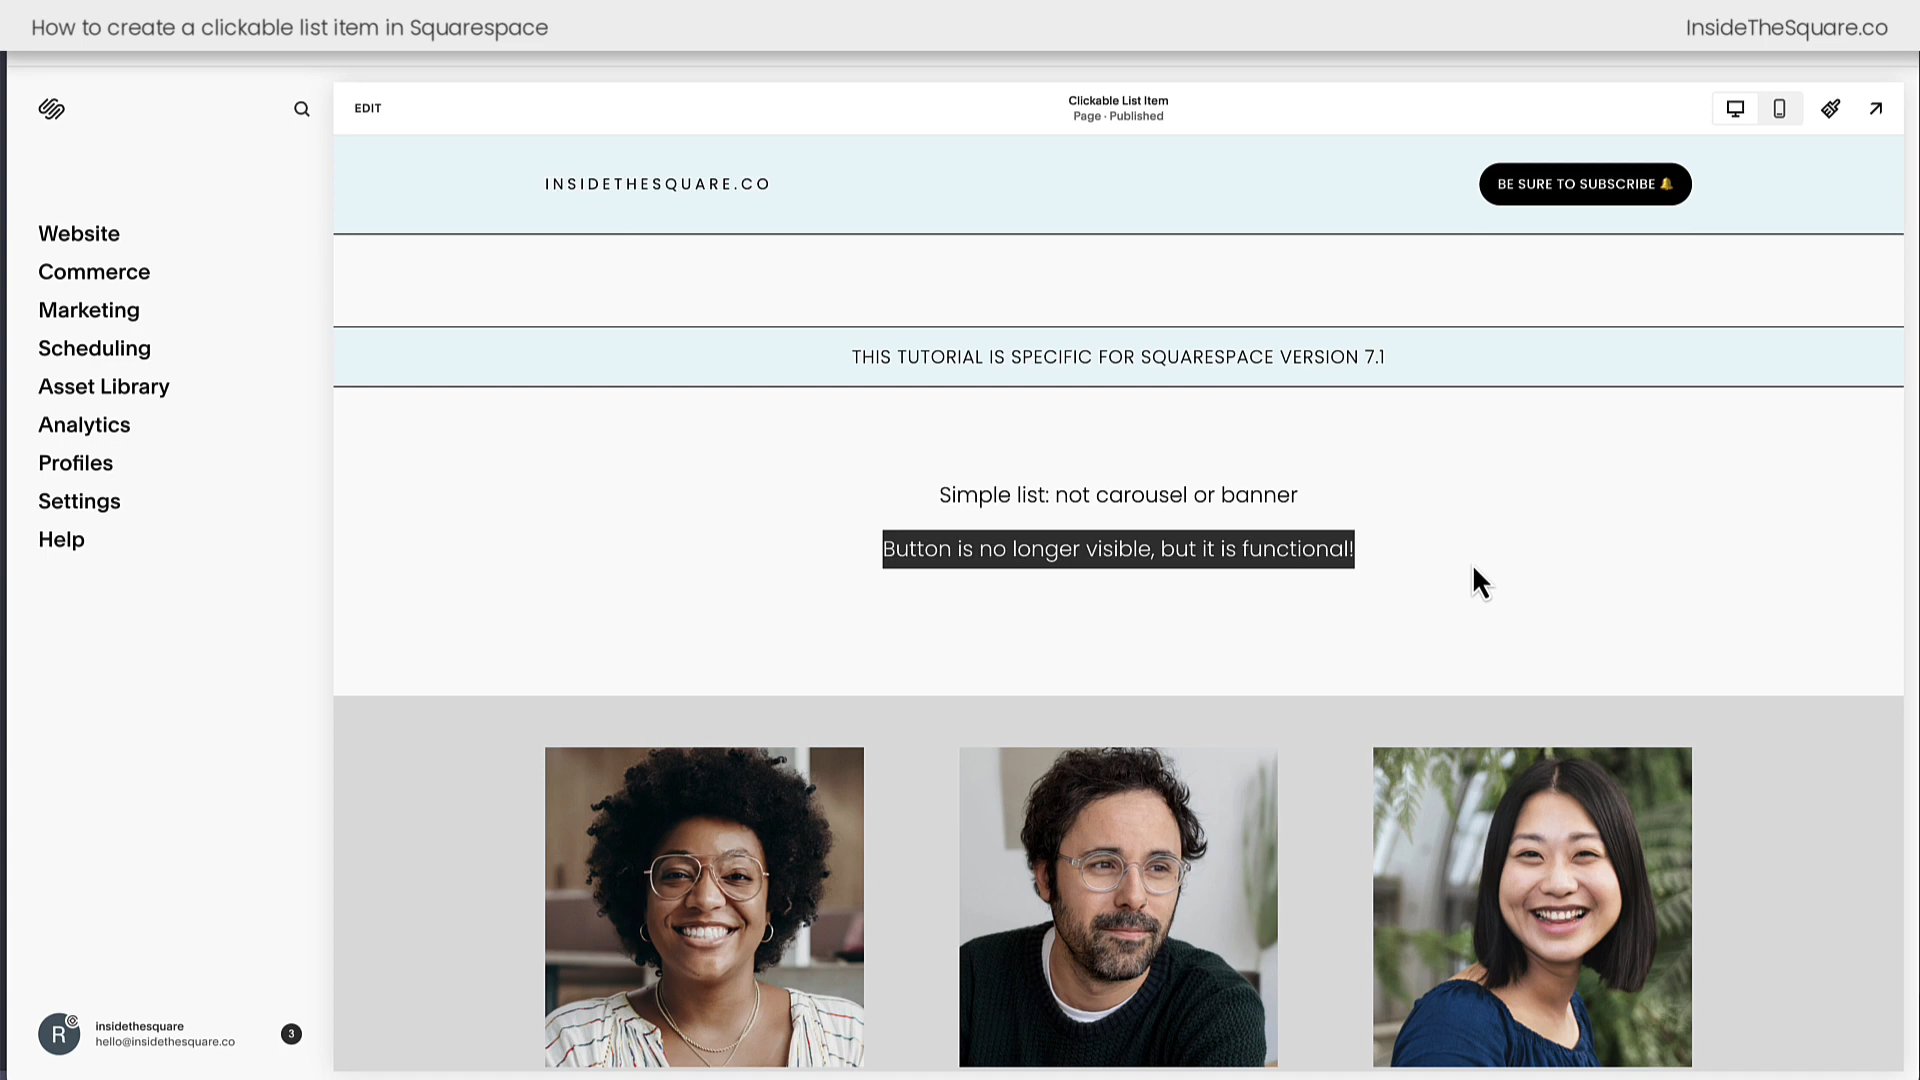 How to create a clickable list item in Squarespace
InsideTheSquare.co
EDIT
Clickable List Item
Page · Published
INSIDETHESQUARE.CO
BE SURE TO SUBSCRIBE 🔔
Website
Commerce
Marketing
Scheduling
Asset Library
Analytics
Profiles
Settings
Help
THIS TUTORIAL IS SPECIFIC FOR SQUARESPACE VERSION 7.1
Simple list: not carousel or banner
Button is no longer visible, but it is functional!
R
insidethesquare
hello@insidethesquare.co
3